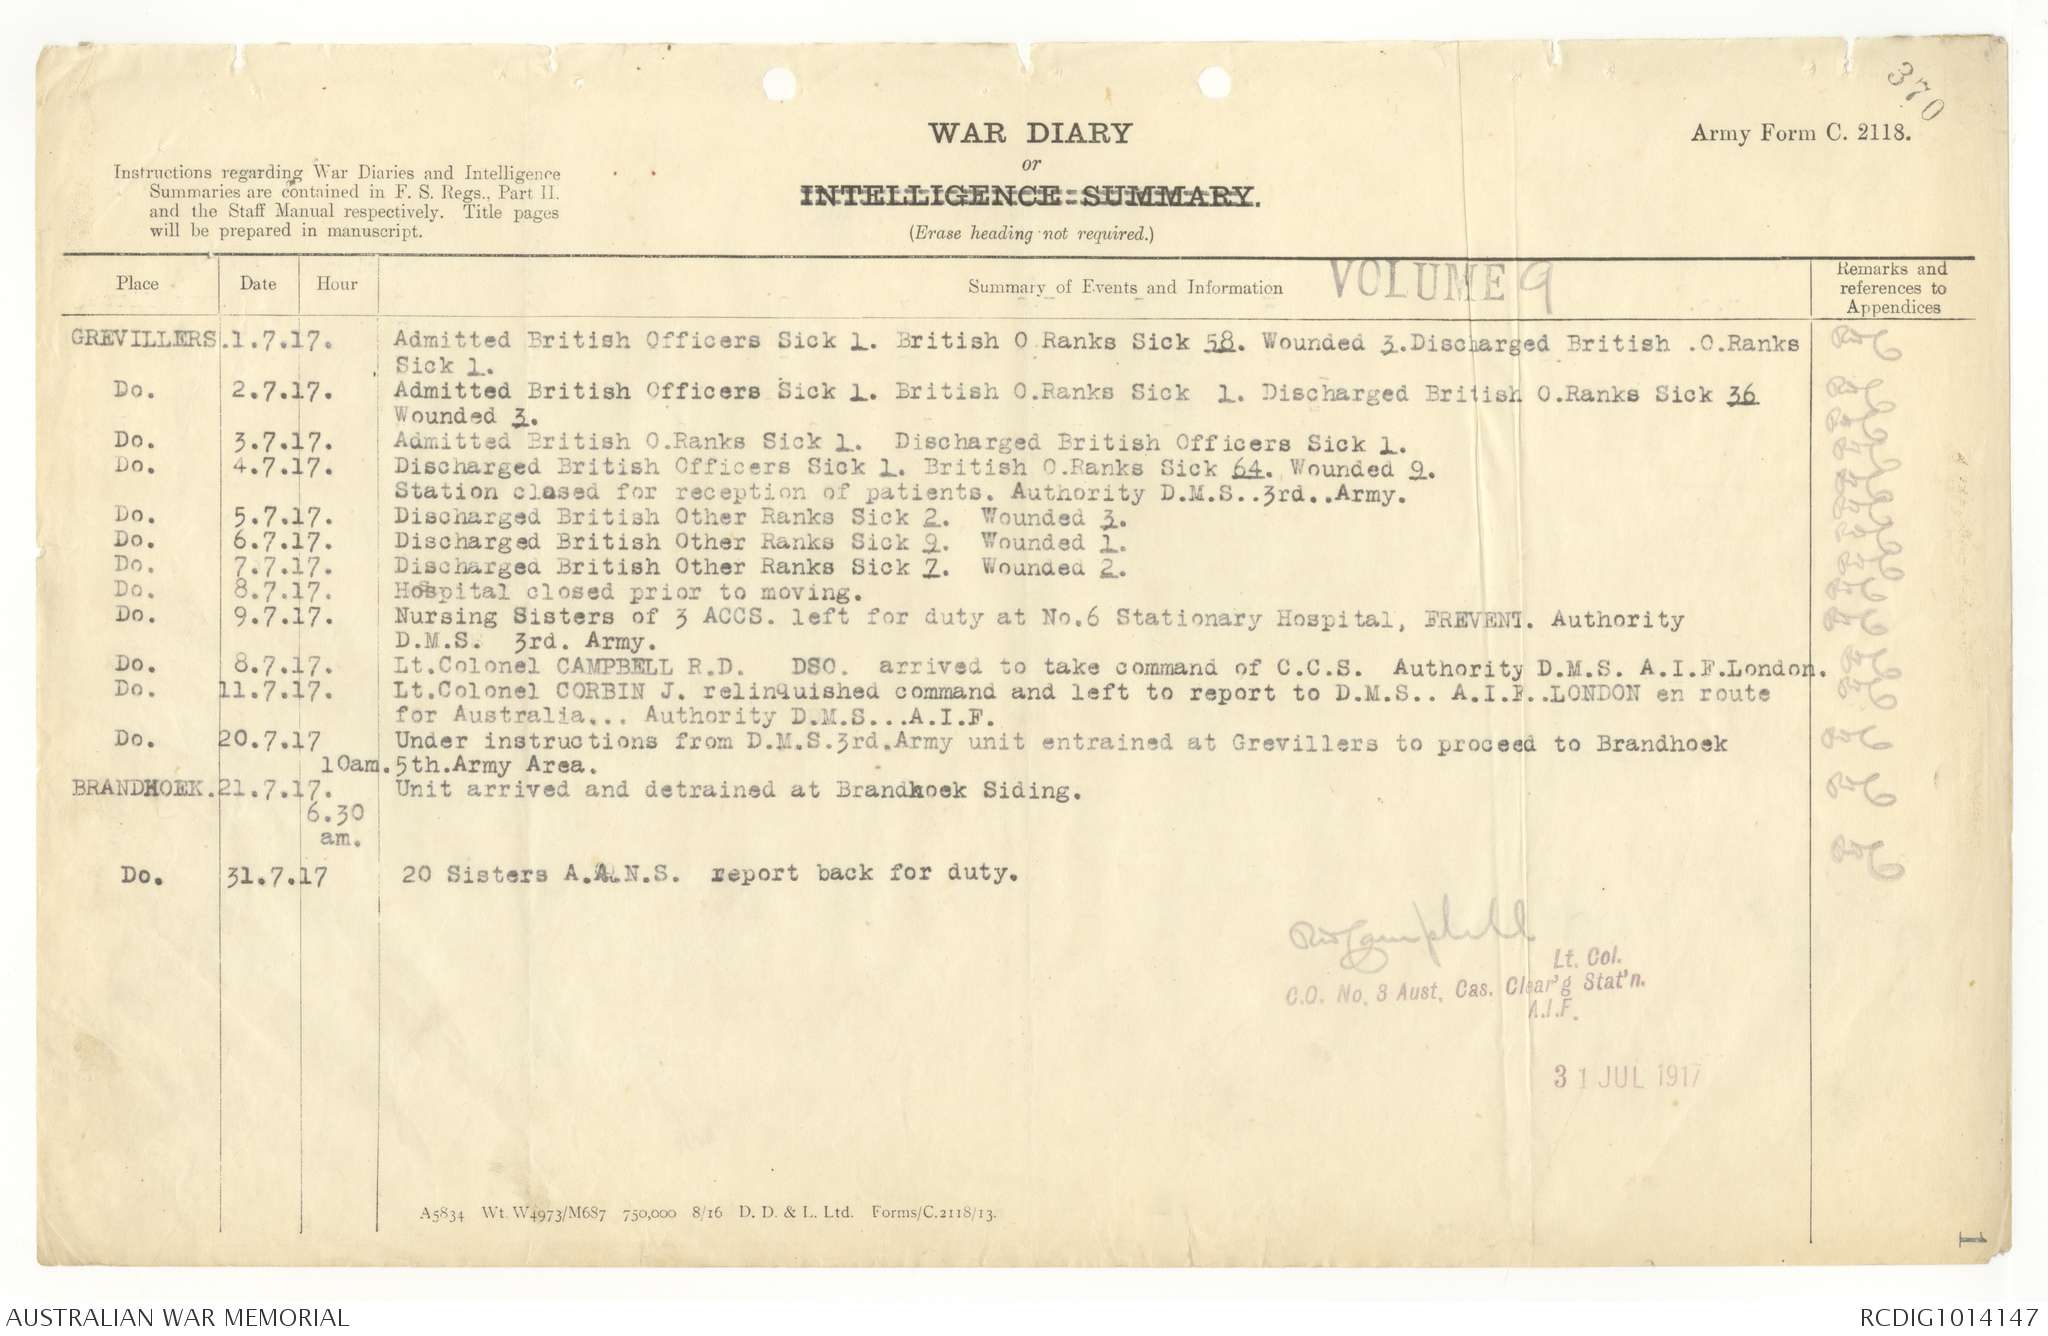 370
WAR DIARY
or
INTELLIGENCE SUMMARY.
(Erase heading not required.)
Army Form C. 2118.
Instructions regarding War Diaries and Intelligence
Summaries are contained in F. S. Regs., Part II.
and the Staff Manual respectively. Title pages
will be prepared in manuscript.
Place Date Hour Summary of Events and Information VOLUME 9 Remarks and
references to
Appendices
GREVILLERS. 1.7.17. Admitted British Officers Sick 1. British O Ranks Sick 58. Wounded 3.Discharged British .O.Ranks
Sick 1.
Do. 2.7.17. Admitted British Officers Sick 1. British O.Ranks Sick 1. Discharged British O.Ranks Sick 36
Wounded 3.
Do. 3.7.17. Admitted British O.Ranks Sick 1. Discharged British Officers Sick 1.
Do. 4.7.17. Discharged British Officers Sick 1. British O.Ranks Sick 64. Wounded 9.
Station closed for reception of patients. Authority D.M.S..3rd..Army.
Do. 5.7.17. Discharged British Other Ranks Sick 2. Wounded 3.
Do. 6.7.17. Discharged British Other Ranks Sick 9. Wounded 1.
Do. 7.7.17. Discharged British Other Ranks Sick 7. Wounded 2.
Do. 8.7.17. Hospital closed prior to moving.
Do. 9.7.17. Nursing Sisters of 3 ACCS. left for duty at No.6 Stationary Hospital, FREVENT. Authority
D.M.S. 3rd. Army.
Do. 8.7.17. Lt.Colonel CAMPBELL R.D. DSO. arrived to take command of C.C.S. Authority D.M.S. A.I.F.London.
Do. 11.7.17. Lt.Colonel CORBIN J. relinquished command and left to report to D.M.S.. A.I.F..LONDON en route
for Australia... Authority D.M.S...A.I.F.
Do. 20.7.17 Under instructions from D.M.S.3rd.Army unit entrained at Grevillers to proceed to Brandhoek
10am. 5th.Army Area.
BRANDHOEK. 21.7.17. Unit arrived and detrained at Brandhoek Siding.
6.30
am.
Do. 31.7.17 20 Sisters A.A.N.S. report back for duty.
RDCampbell
Lt. Col.
C.O. No. 3 Aust, Cas. Clear'g Stat'n.
A.I.F.
31 JUL 1917
A5834 Wt. W4973/M687 750,000 8/16 D. D. & L. Ltd. Forms/C.2118/13.
1
AUSTRALIAN WAR MEMORIAL
RCDIG1014147